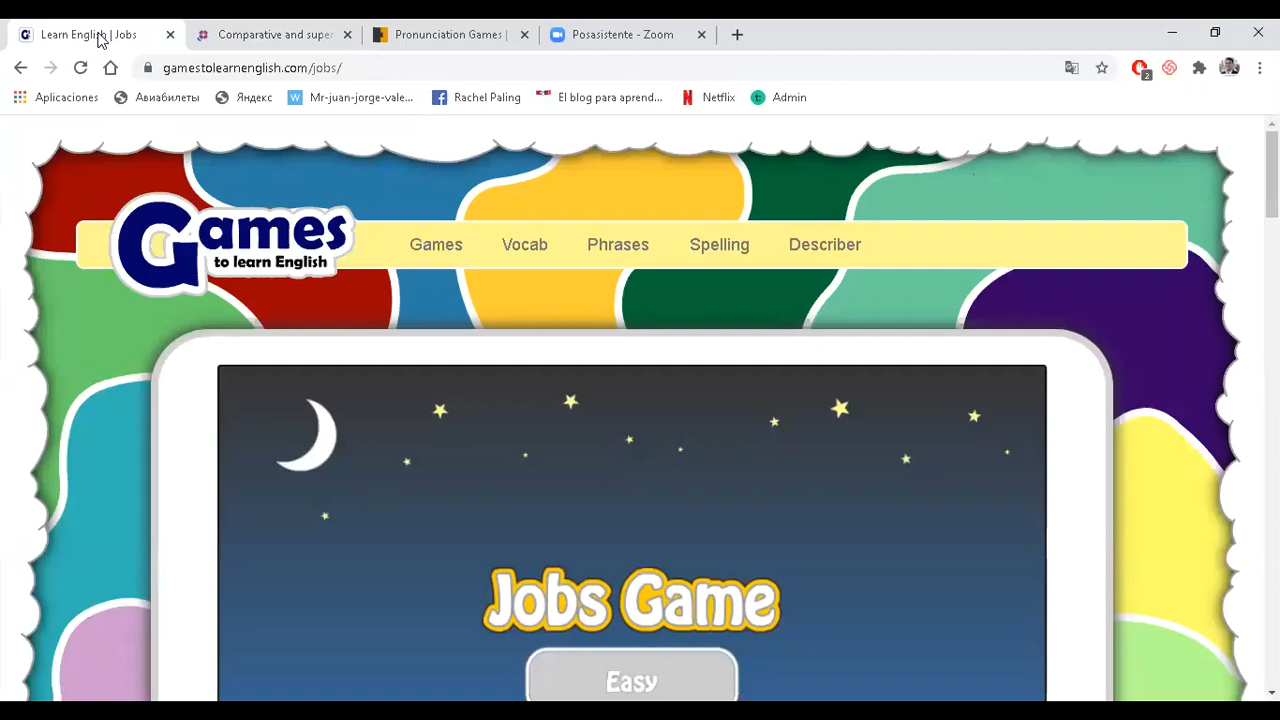 Learn English | Jobs
Comparative and super
Pronunciation Games |
Posasistente - Zoom
gamestolearnenglish.com/jobs/
2
Aplicaciones
Авиабилеты
Яндекс
Mr-juan-jorge-vale...
Rachel Paling
El blog para aprend...
Netflix
Admin
Games
to learn English
Games
Vocab
Phrases
Spelling
Describer
Jobs Game
Easy